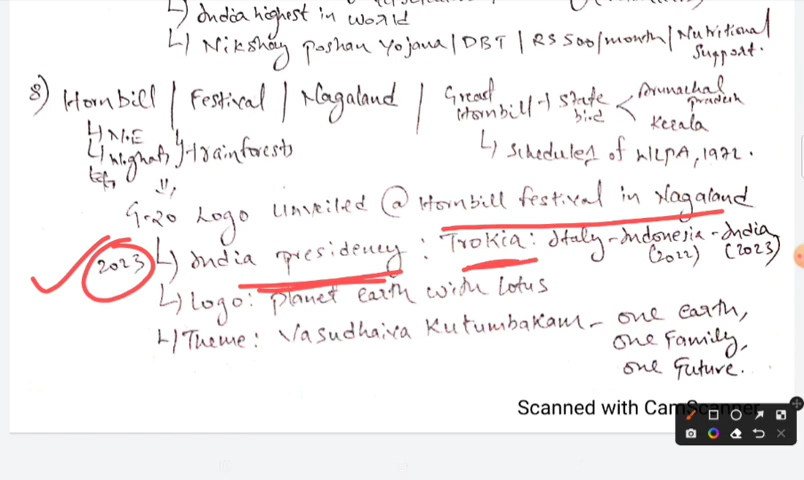 ↳ India highest in World
↳ Nikshay Poshan Yojana | DBT | RS 500/month | Nutritional Support.
8) Hornbill | Festival | Nagaland | Great Hornbill → State bird < Arunachal Pradesh
Kerala
↳ N.E
↳ W.ghats } → rainforests
↳ Schedules of WLPA, 1972.
G-20 Logo Unveiled @ Hornbill festival in Nagaland
2023 ↳ India presidency : Trokia : Italy - Indonesia - India
(2022) (2023)
↳ Logo : Planet earth with Lotus
↳ Theme : Vasudhaiva Kutumbakam - one earth,
one Family,
one Future.
Scanned with CamScanner